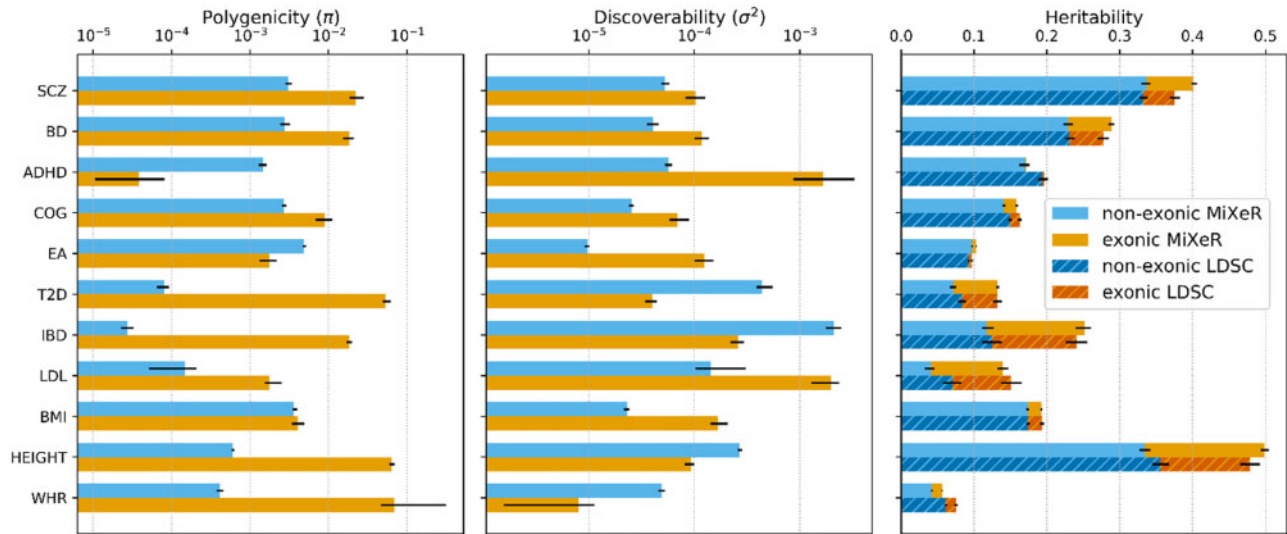 Polygenicity (π)
10⁻⁵ 10⁻⁴ 10⁻³ 10⁻² 10⁻¹
Discoverability (σ²)
10⁻⁵ 10⁻⁴ 10⁻³
Heritability
0.0 0.1 0.2 0.3 0.4 0.5
SCZ
BD
ADHD
COG
EA
T2D
IBD
LDL
BMI
HEIGHT
WHR
non-exonic MiXeR
exonic MiXeR
non-exonic LDSC
exonic LDSC